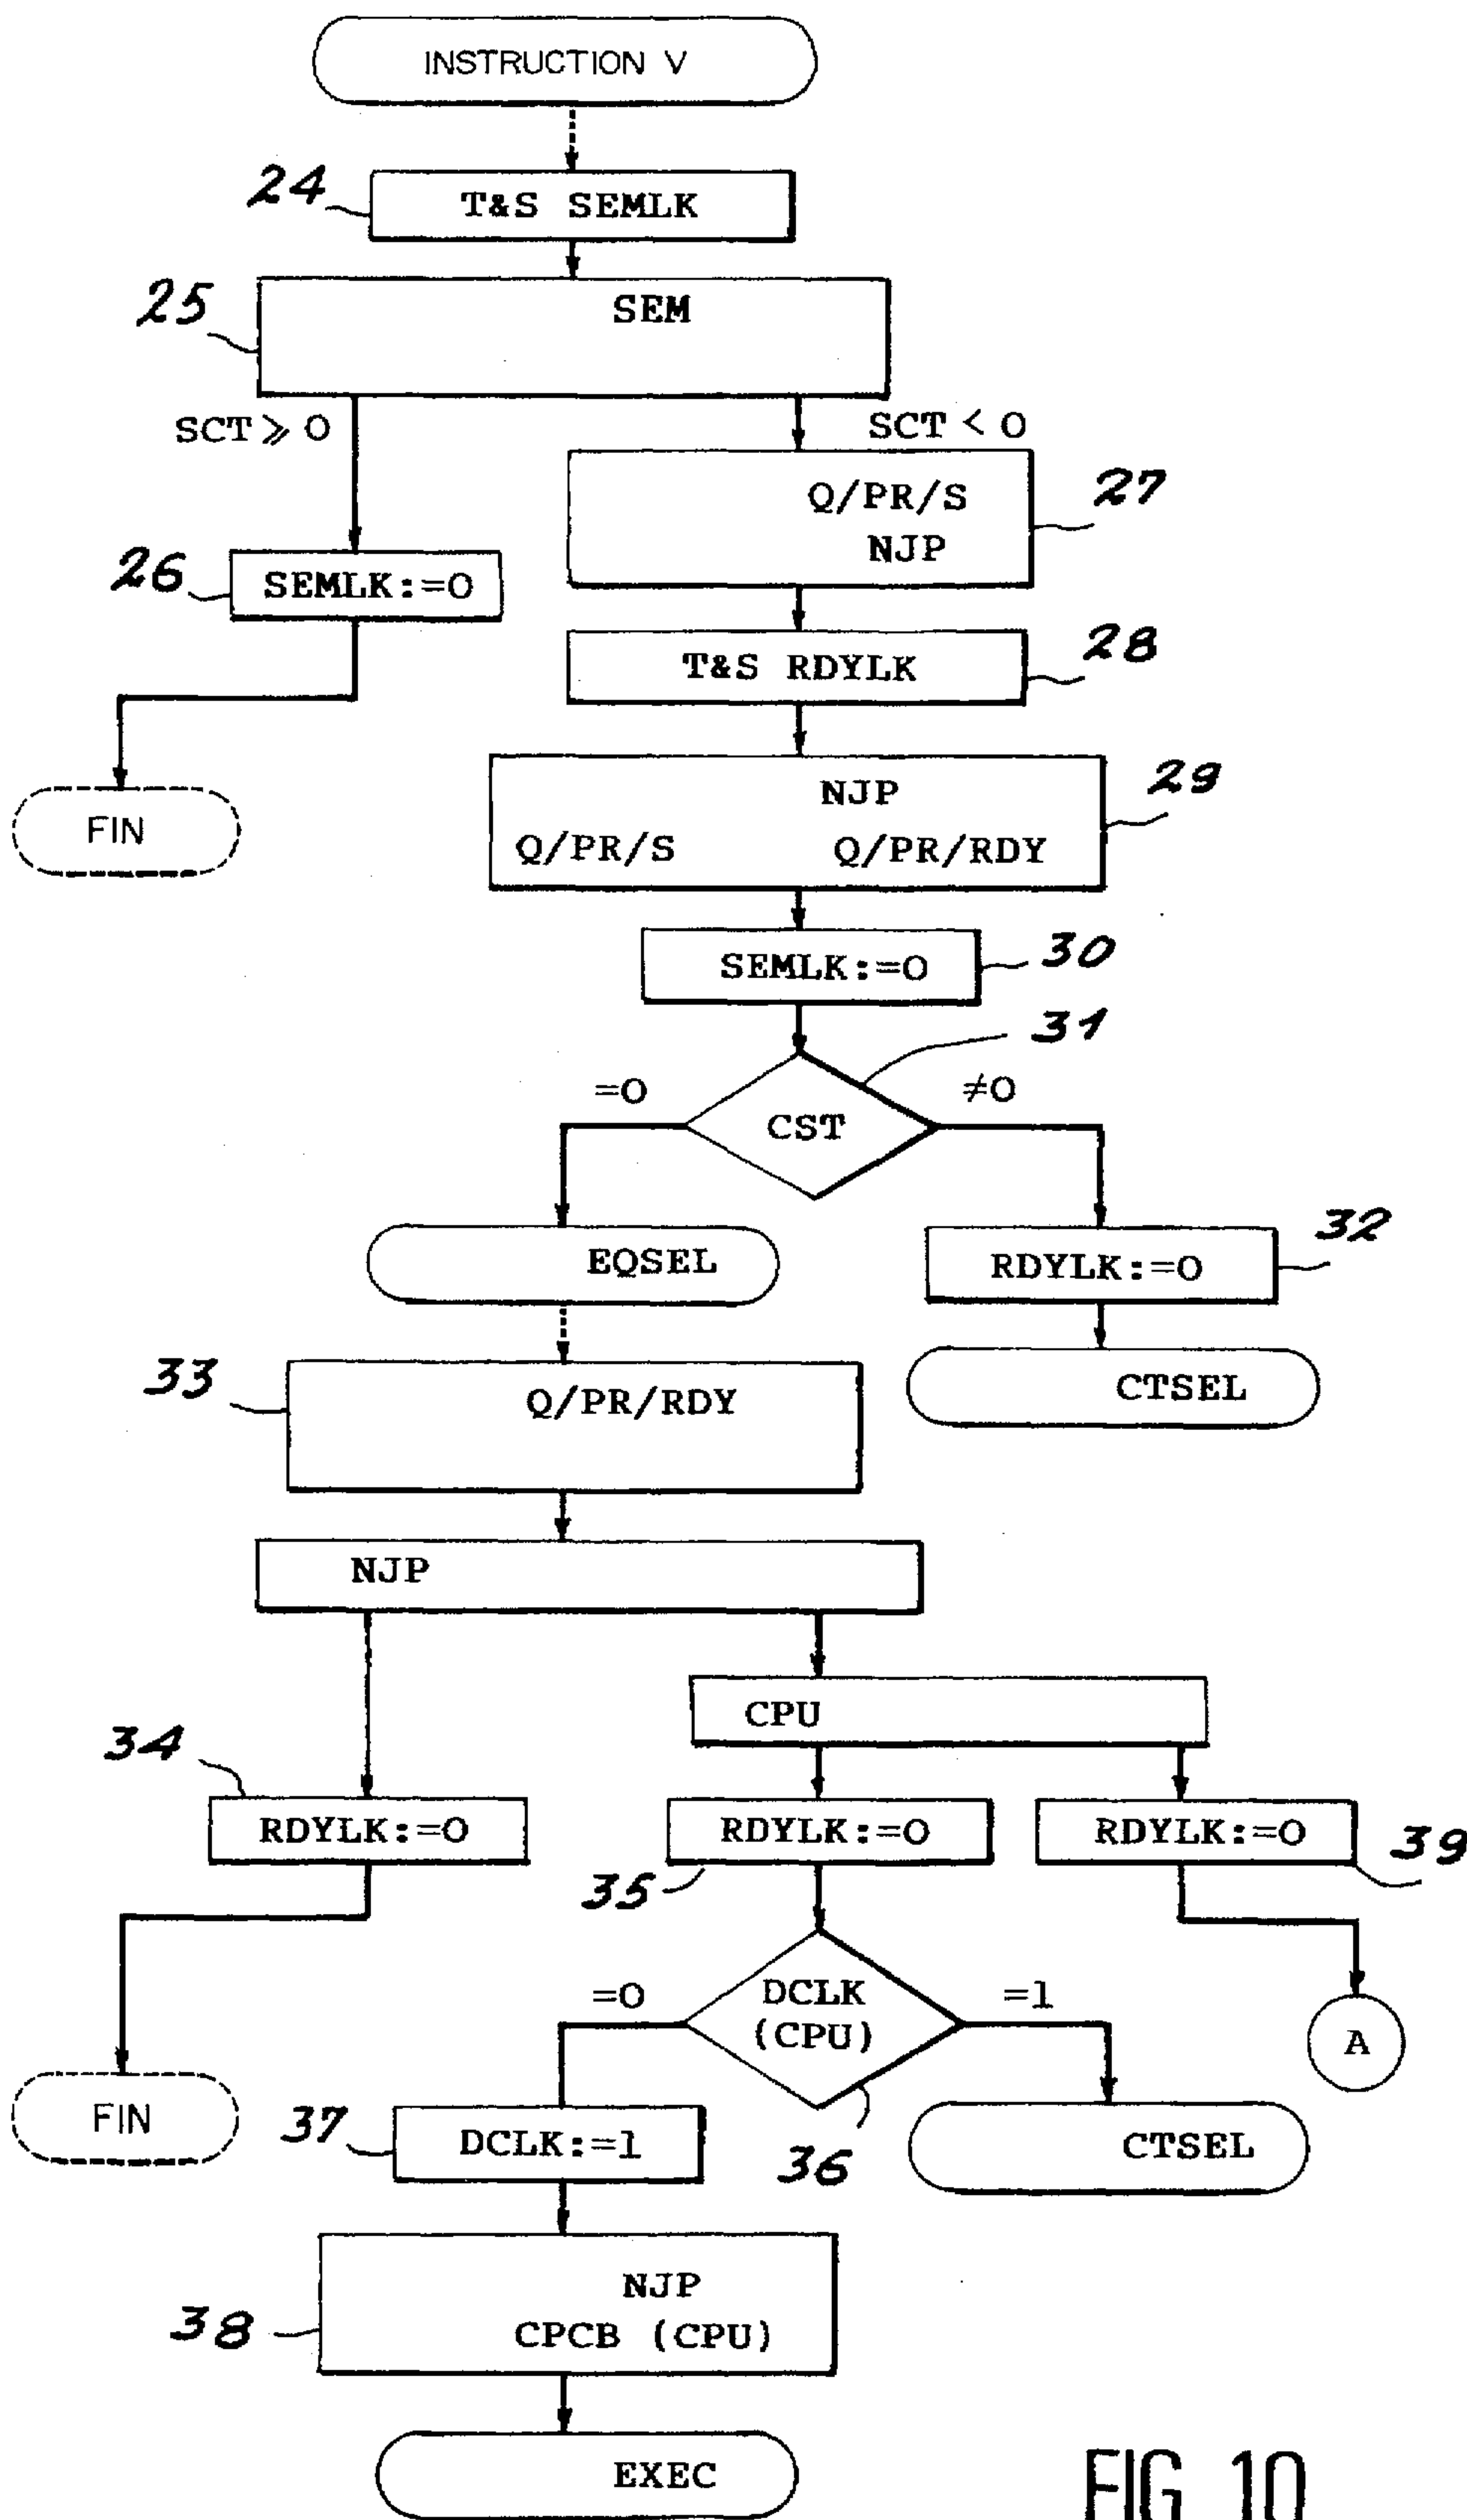 INSTRUCTION V
24
T&S SEMLK
25
SEM
SCT ⩾ 0
SCT < 0
27
Q/PR/S
NJP
26
SEMLK:=0
28
T&S RDYLK
29
NJP
Q/PR/S Q/PR/RDY
FIN
SEMLK:=0
30
31
=0
≠0
CST
EQSEL
32
RDYLK:=0
33
Q/PR/RDY
CTSEL
NJP
CPU
34
RDYLK:=0
RDYLK:=0
RDYLK:=0
39
35
=0
DCLK
(CPU)
=1
A
FIN
37
DCLK:=1
36
CTSEL
38
NJP
CPCB (CPU)
EXEC
FIG. 10